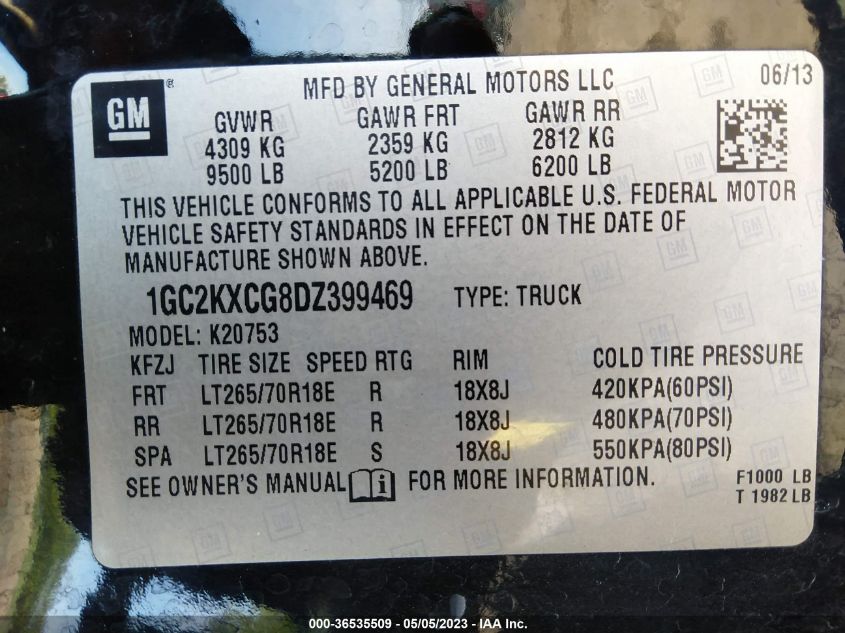 GM ® MFD BY GENERAL MOTORS LLC 06/13
GVWR GAWR FRT GAWR RR
4309 KG 2359 KG 2812 KG
9500 LB 5200 LB 6200 LB
THIS VEHICLE CONFORMS TO ALL APPLICABLE U.S. FEDERAL MOTOR
VEHICLE SAFETY STANDARDS IN EFFECT ON THE DATE OF
MANUFACTURE SHOWN ABOVE.
1GC2KXCG8DZ399469 TYPE: TRUCK
MODEL: K20753
KFZJ TIRE SIZE SPEED RTG RIM COLD TIRE PRESSURE
FRT LT265/70R18E R 18X8J 420KPA(60PSI)
RR LT265/70R18E R 18X8J 480KPA(70PSI)
SPA LT265/70R18E S 18X8J 550KPA(80PSI)
SEE OWNER'S MANUAL i FOR MORE INFORMATION. F1000 LB
T 1982 LB
000-36535509 - 05/05/2023 - IAA Inc.